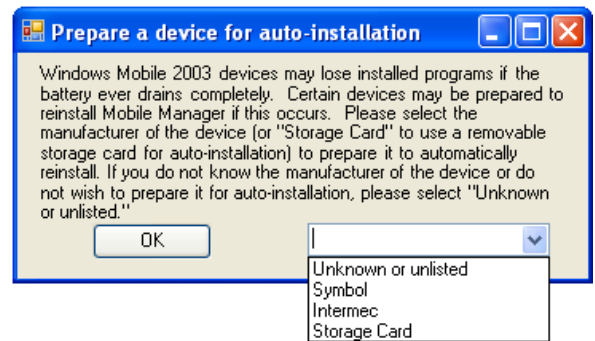 Prepare a device for auto-installation
Windows Mobile 2003 devices may lose installed programs if the
battery ever drains completely.  Certain devices may be prepared to
reinstall Mobile Manager if this occurs.  Please select the
manufacturer of the device (or "Storage Card" to use a removable
storage card for auto-installation) to prepare it to automatically
reinstall. If you do not know the manufacturer of the device or do
not wish to prepare it for auto-installation, please select "Unknown
or unlisted."
OK
Unknown or unlisted
Symbol
Intermec
Storage Card